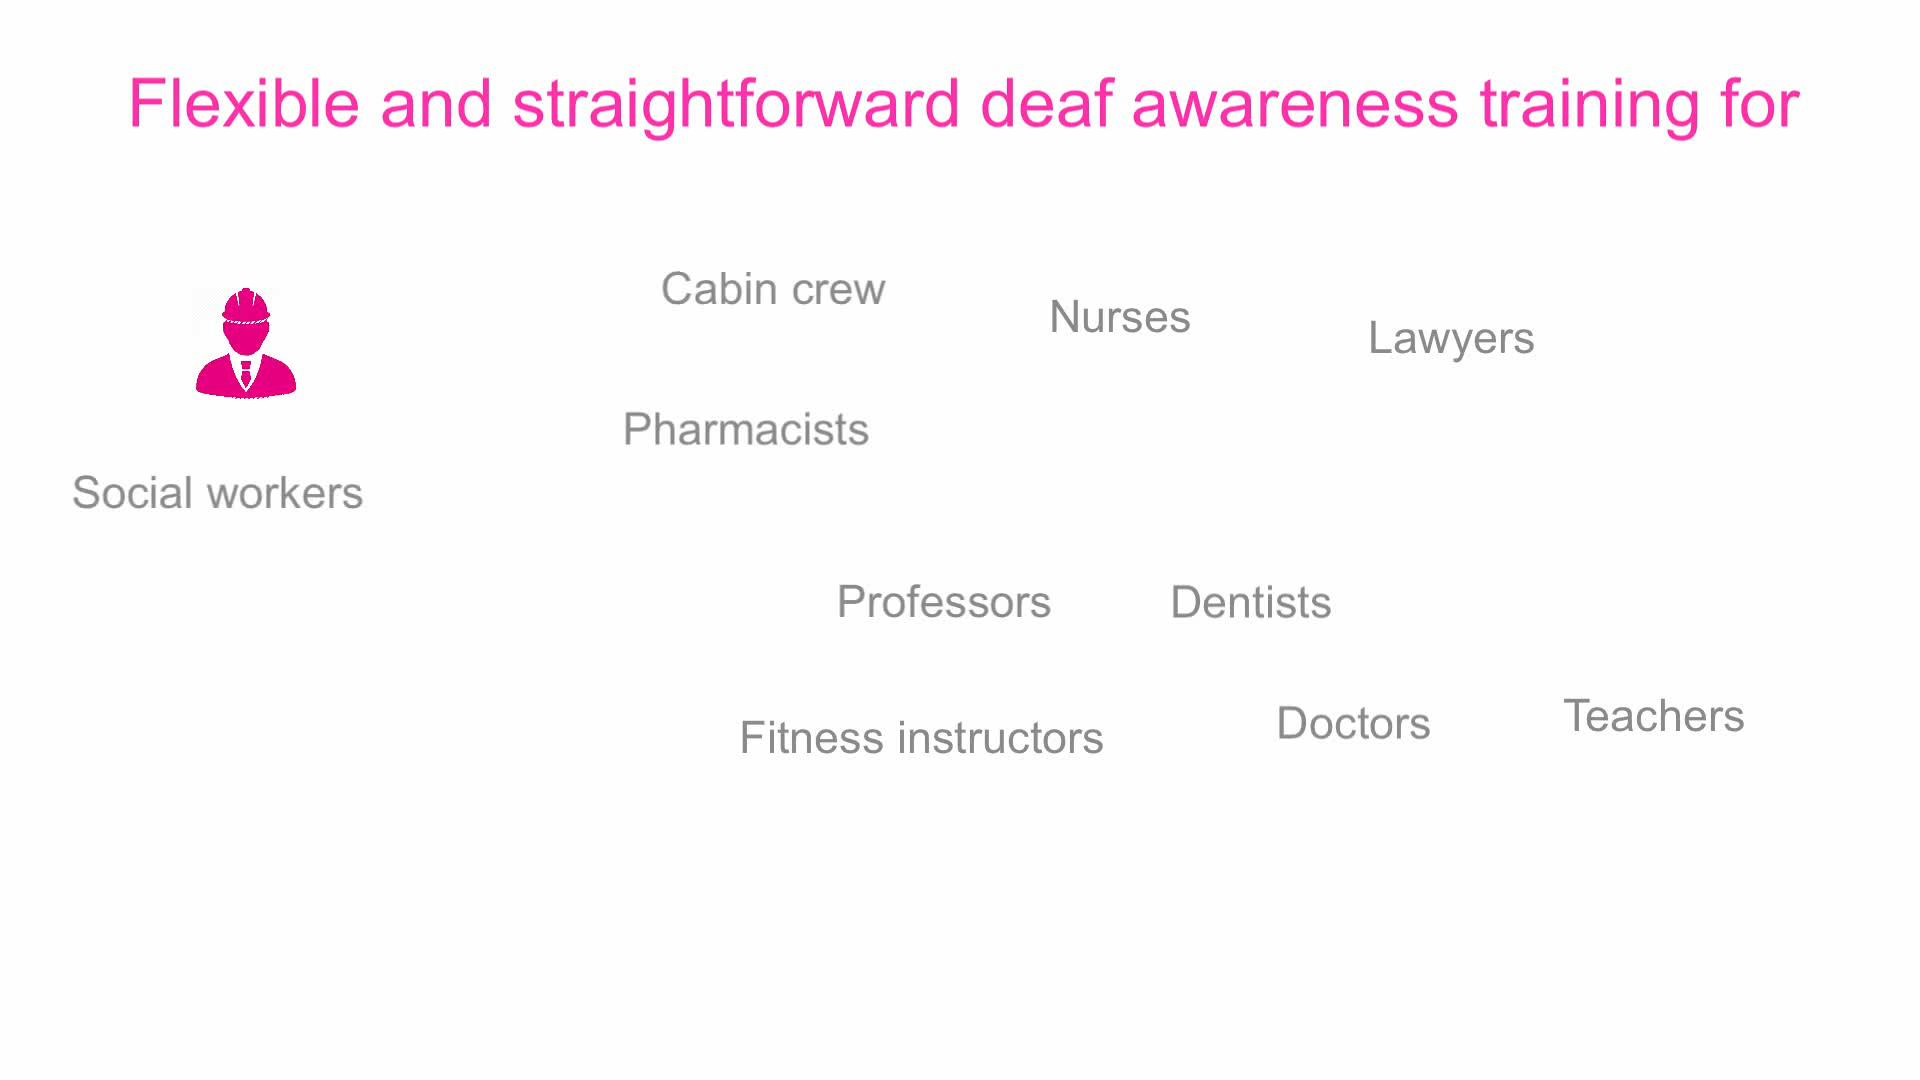 Flexible and straightforward deaf awareness training for
Cabin crew
Nurses
Lawyers
Pharmacists
Social workers
Professors
Dentists
Fitness instructors
Doctors
Teachers